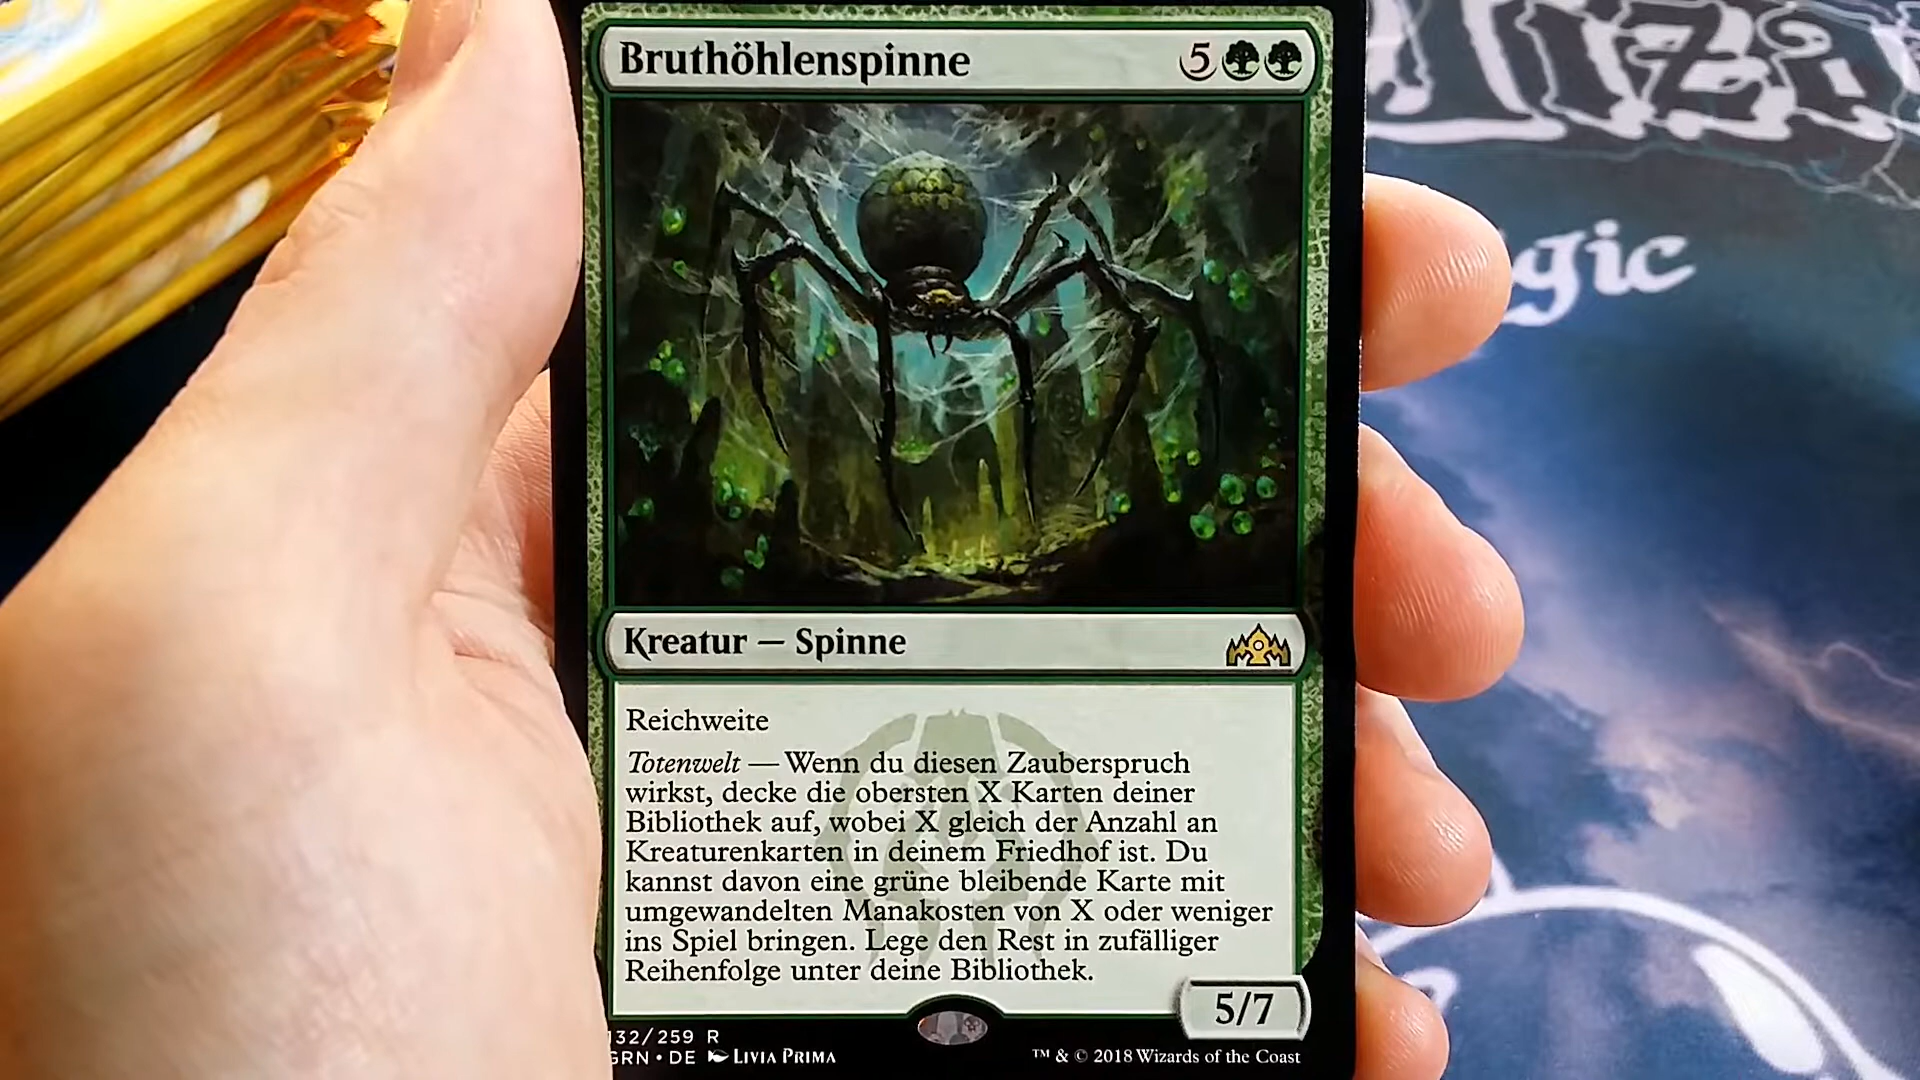 Bruthöhlenspinne 5
Kreatur — Spinne
Reichweite
Totenwelt — Wenn du diesen Zauberspruch
wirkst, decke die obersten X Karten deiner
Bibliothek auf, wobei X gleich der Anzahl an
Kreaturenkarten in deinem Friedhof ist. Du
kannst davon eine grüne bleibende Karte mit
umgewandelten Manakosten von X oder weniger
ins Spiel bringen. Lege den Rest in zufälliger
Reihenfolge unter deine Bibliothek.
5/7
132/259 R
GRN • DE LIVIA PRIMA
™ & © 2018 Wizards of the Coast